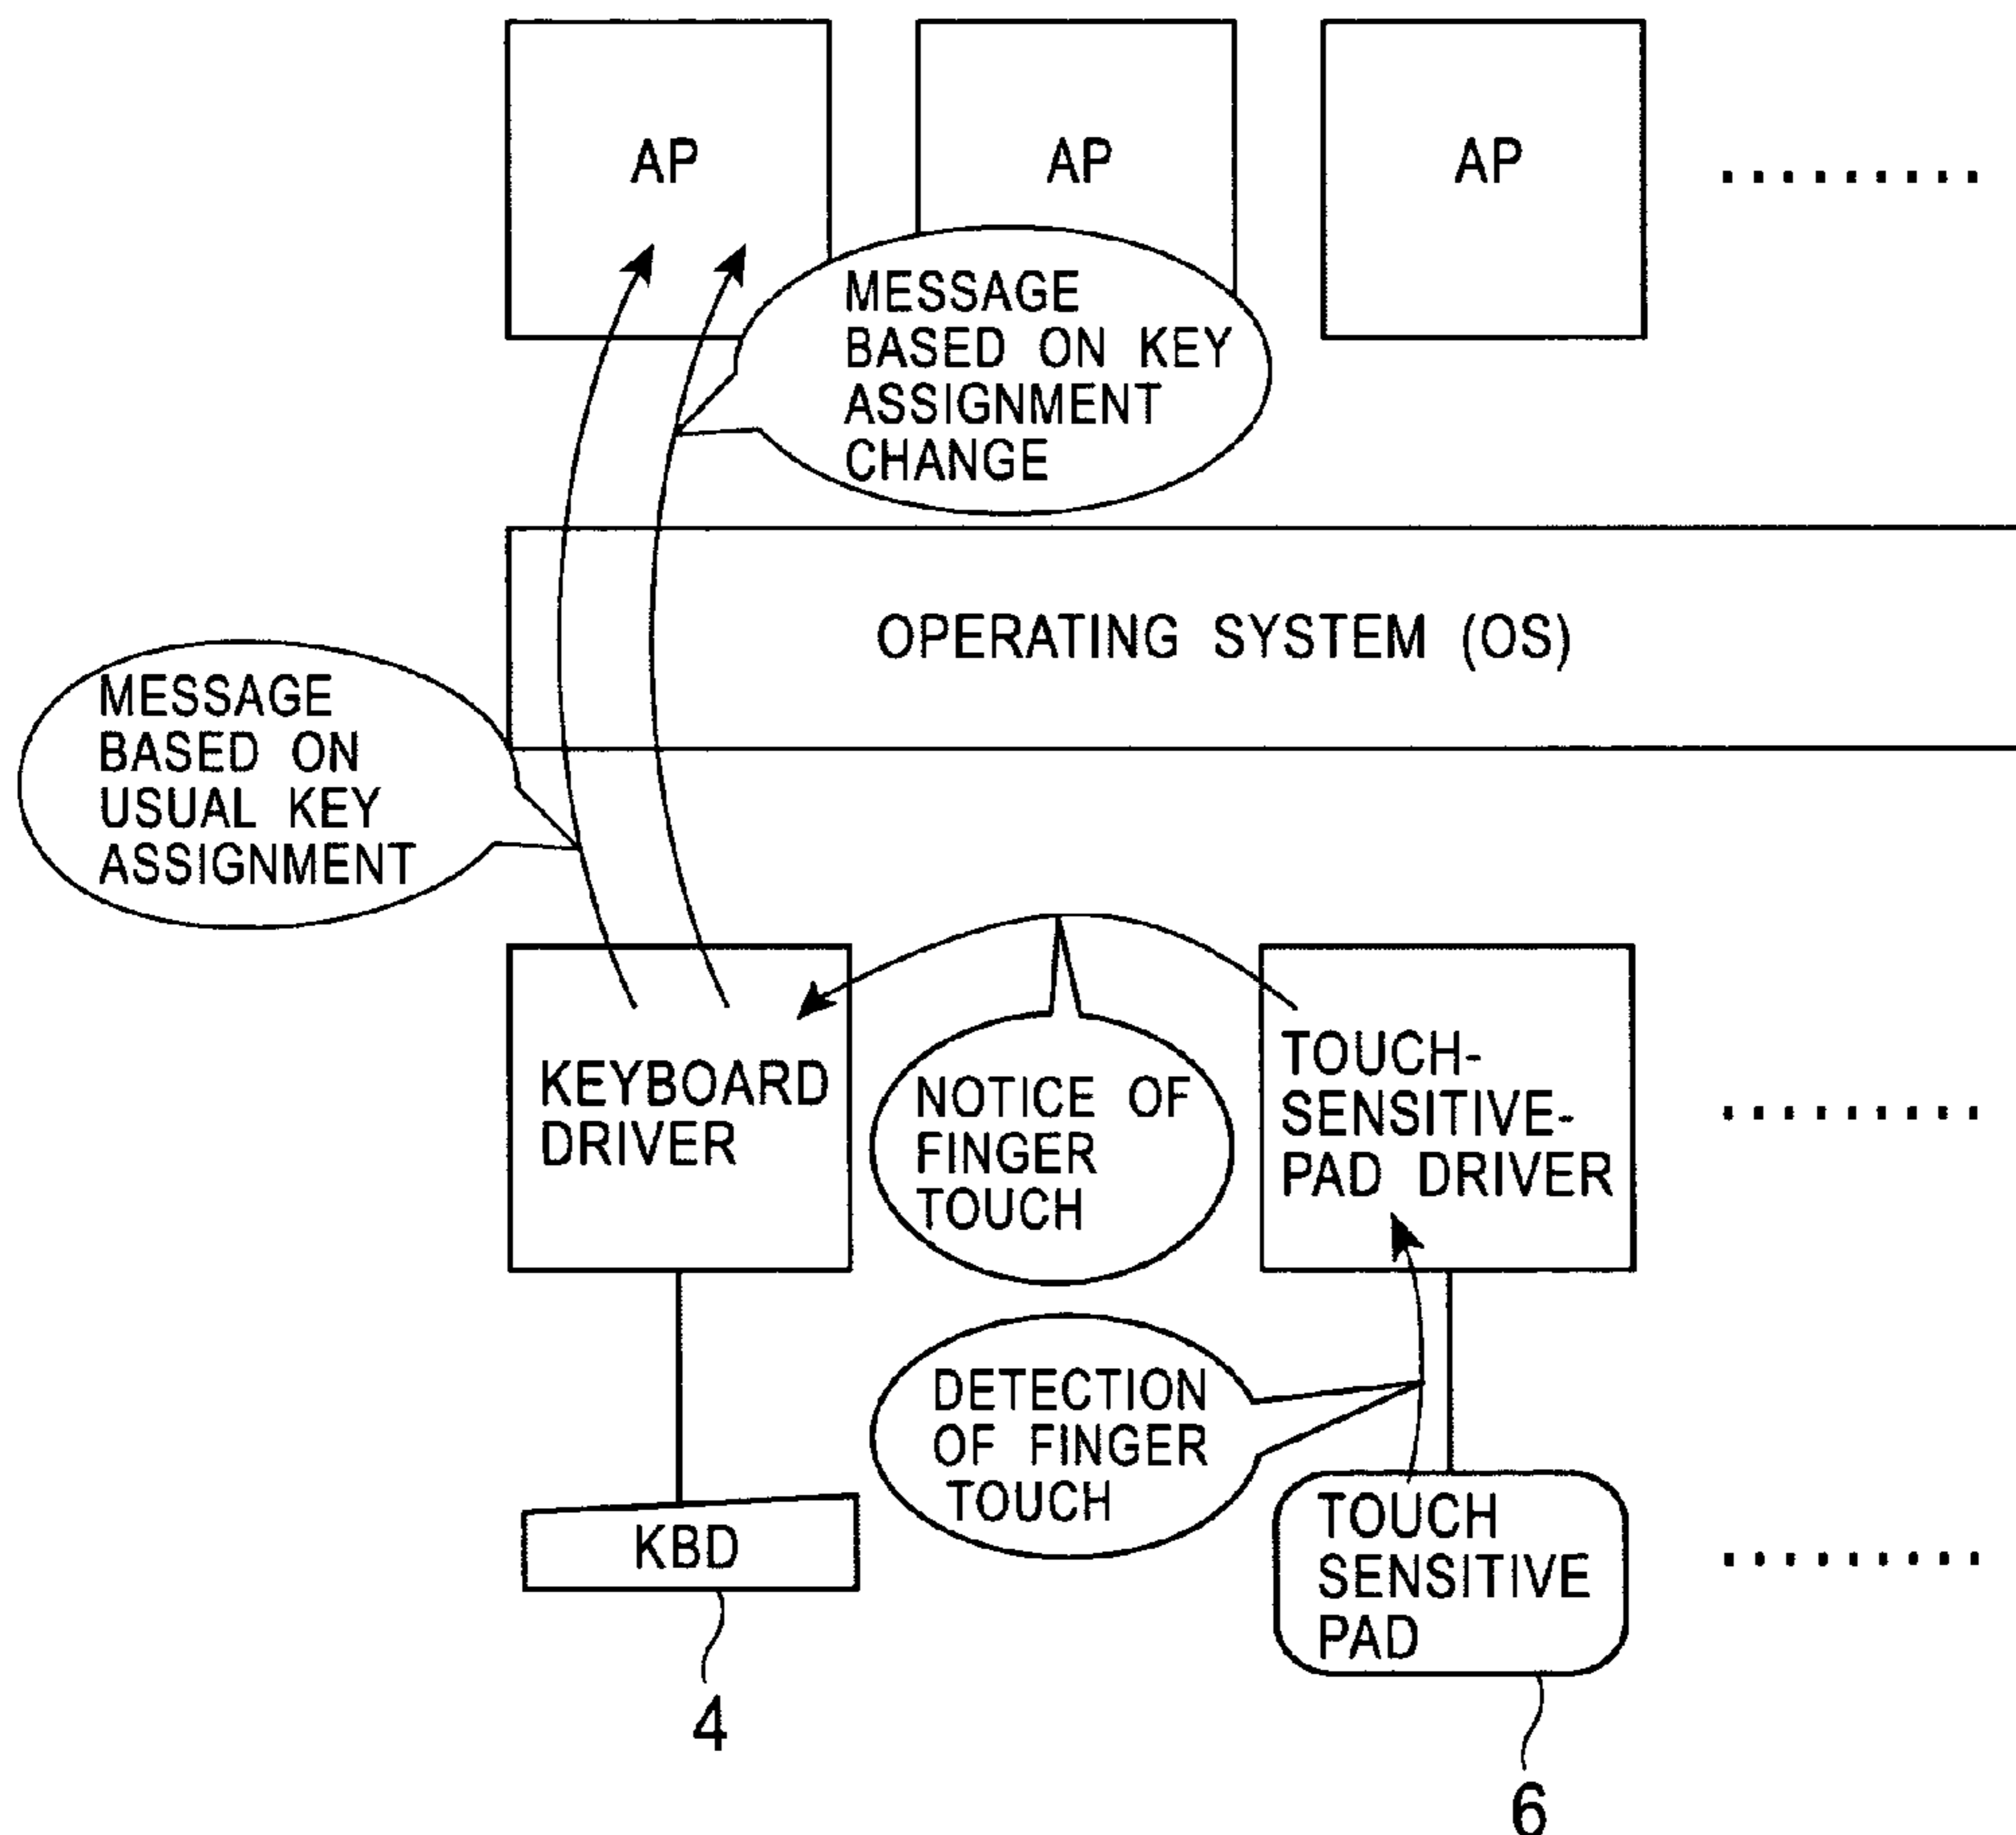 AP
AP
AP
MESSAGE
BASED ON KEY
ASSIGNMENT
CHANGE
OPERATING SYSTEM (OS)
MESSAGE
BASED ON
USUAL KEY
ASSIGNMENT
KEYBOARD
DRIVER
NOTICE OF
FINGER
TOUCH
TOUCH-
SENSITIVE-
PAD DRIVER
DETECTION
OF FINGER
TOUCH
KBD
TOUCH
SENSITIVE
PAD
4
6